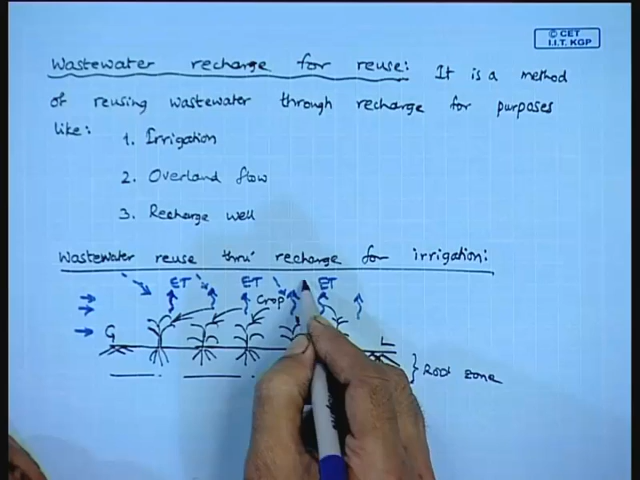 © CET
I.I.T. KGP
Wastewater recharge for reuse: It is a method
of reusing wastewater through recharge for purposes
like:
1. Irrigation
2. Overland flow
3. Recharge well
Wastewater reuse thru' recharge for irrigation:
ET ET ET
Crop
G L
Root zone